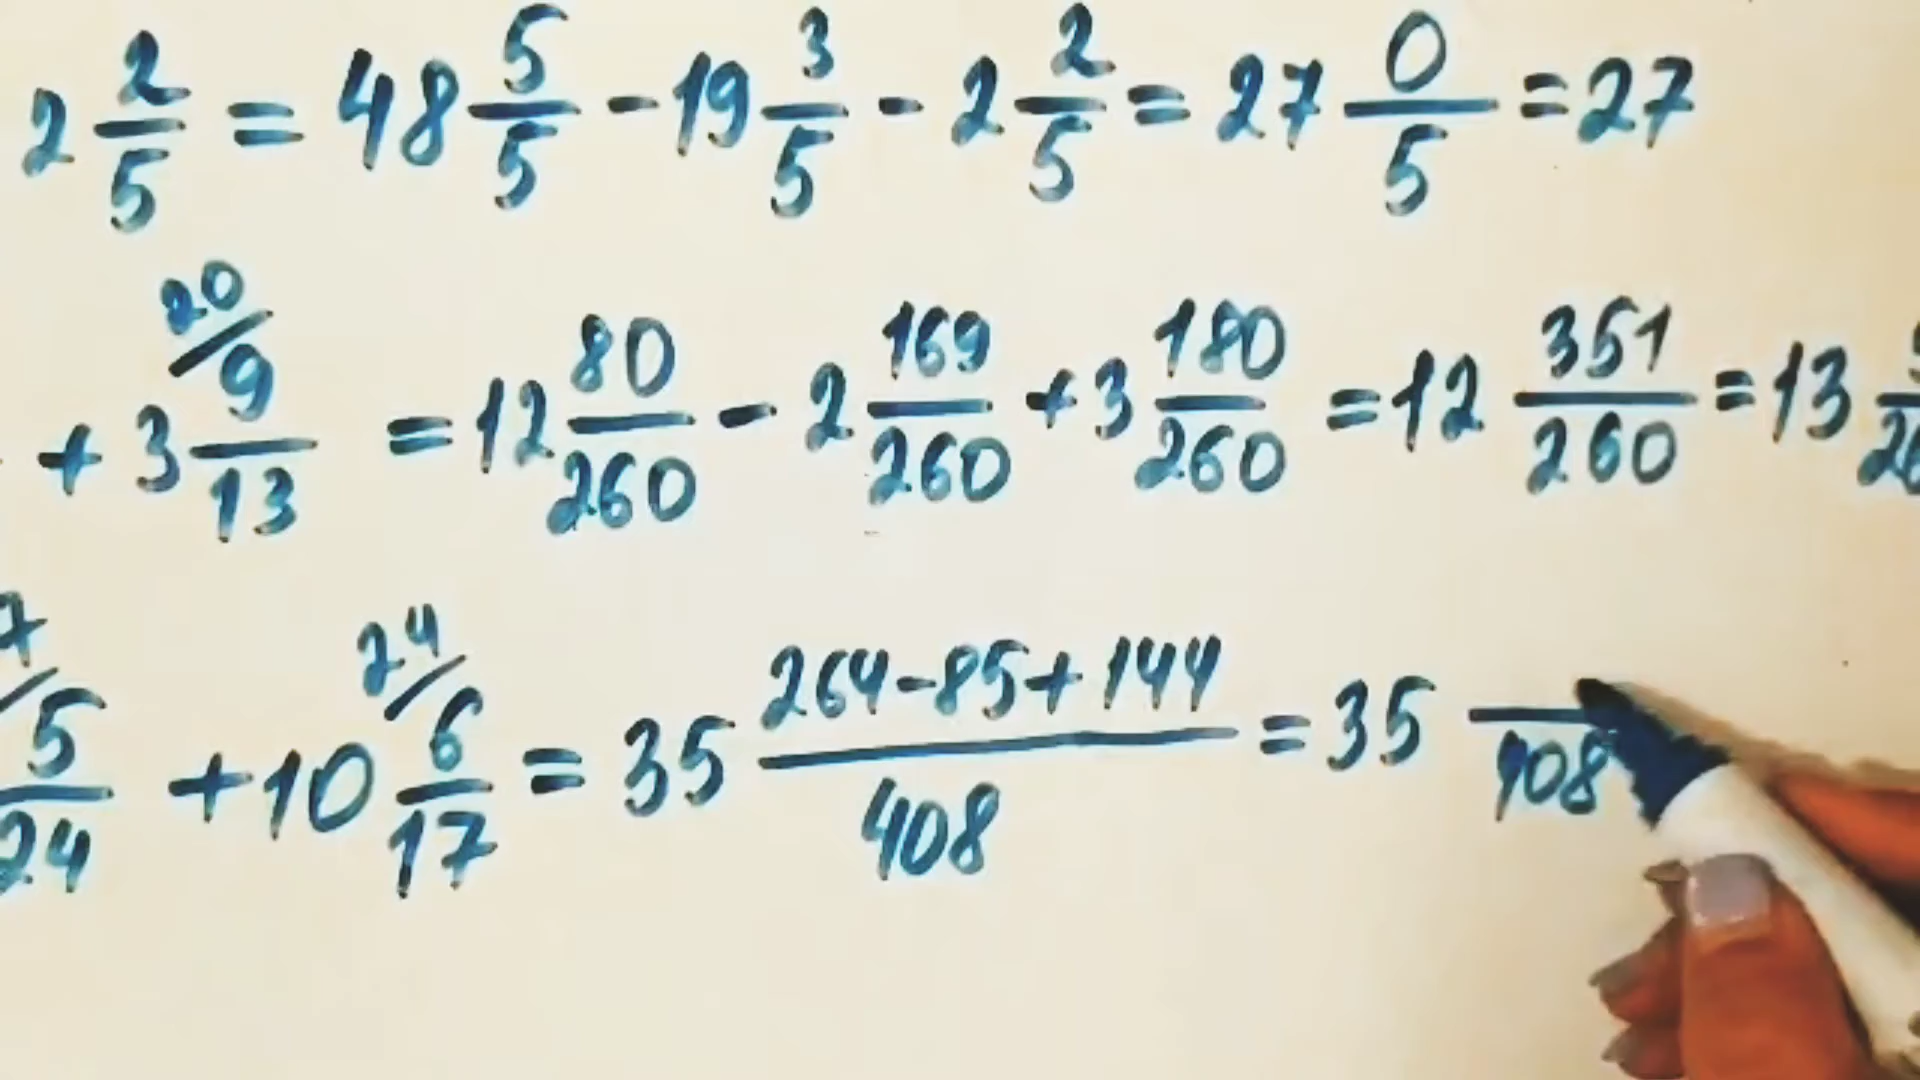 2 2/5 = 48 5/5 - 19 3/5 - 2 2/5 = 27 0/5 = 27
+ 3 20/9/13 = 12 80/260 - 2 169/260 + 3 180/260 = 12 351/260 = 13
7/5/24 + 10 24/6/17 = 35 264-85+144/408 = 35 /408